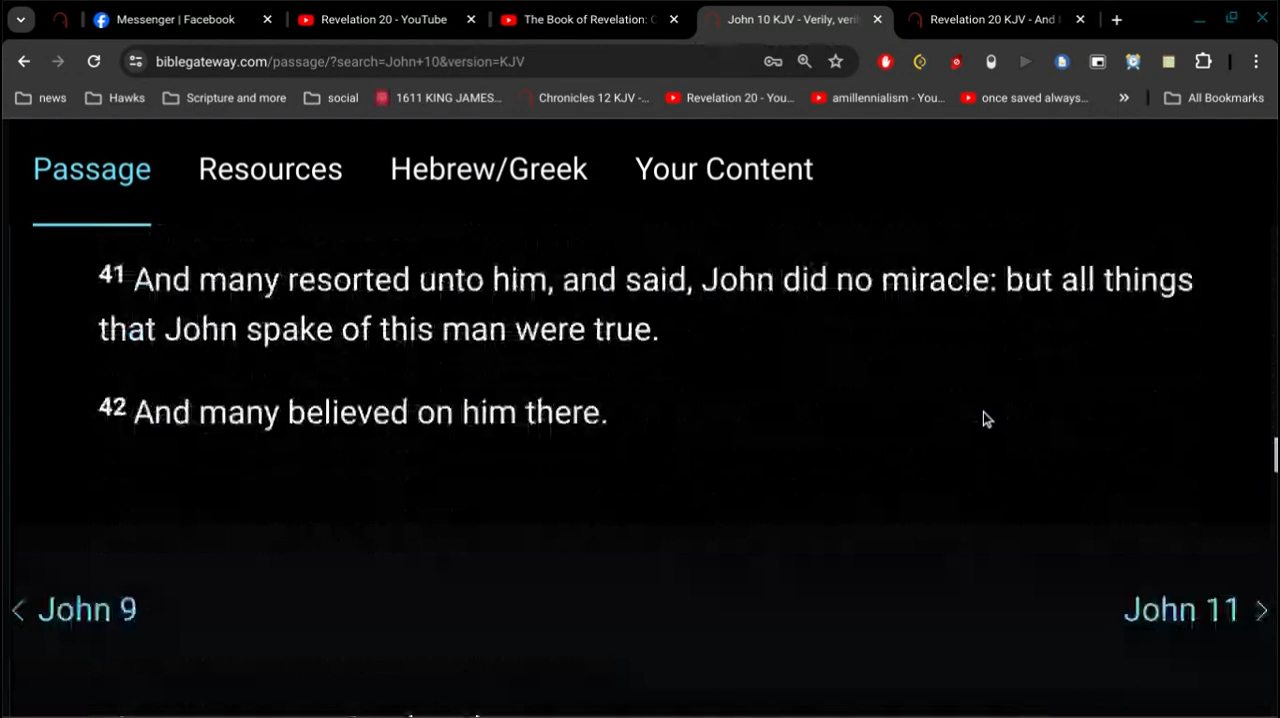 Messenger | Facebook
Revelation 20 - YouTube
The Book of Revelation:
John 10 KJV - Verily, veri
Revelation 20 KJV - And
biblegateway.com/passage/?search=John+10&version=KJV
news
Hawks
Scripture and more
social
1611 KING JAMES...
Chronicles 12 KJV -...
Revelation 20 - You...
amillennialism - You...
once saved always...
»
All Bookmarks
Passage
Resources
Hebrew/Greek
Your Content
41 And many resorted unto him, and said, John did no miracle: but all things
that John spake of this man were true.
42 And many believed on him there.
< John 9
John 11 >